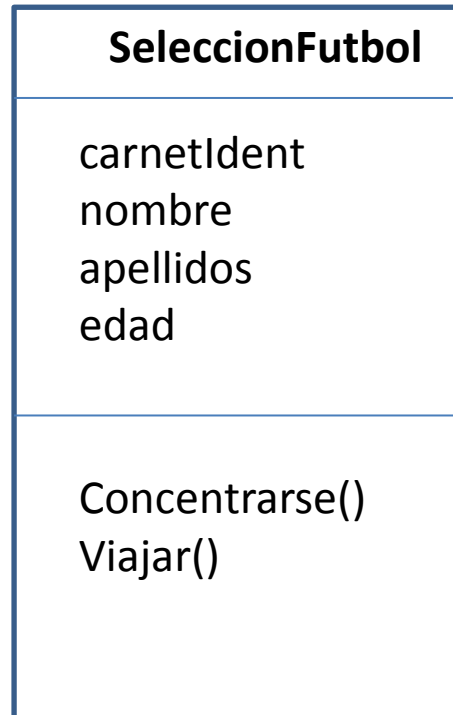 SeleccionFutbol
carnetIdent
nombre
apellidos
edad
Concentrarse()
Viajar()